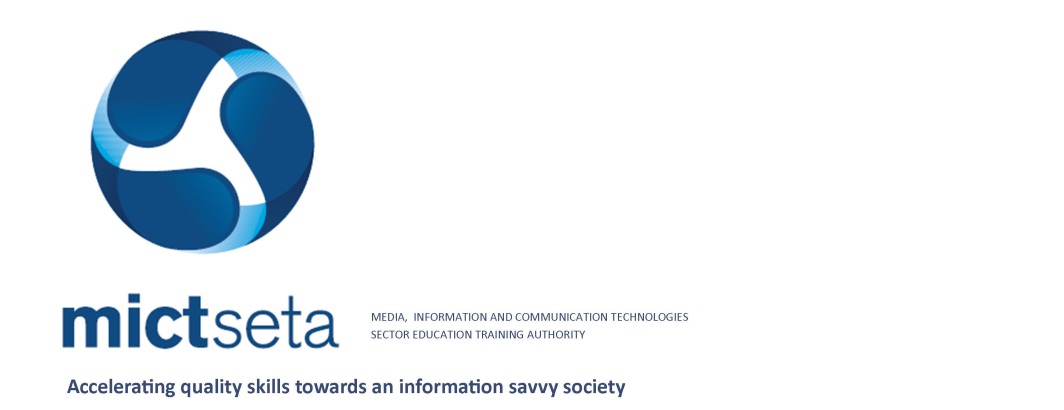 mictseta
MEDIA, INFORMATION AND COMMUNICATION TECHNOLOGIES
SECTOR EDUCATION TRAINING AUTHORITY
Accelerating quality skills towards an information savvy society